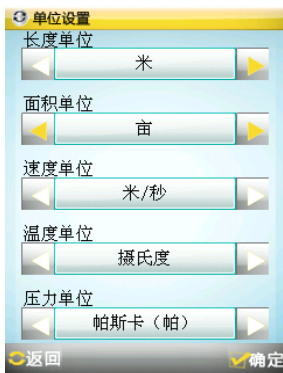 单位设置
长度单位
米
面积单位
亩
速度单位
米/秒
温度单位
摄氏度
压力单位
帕斯卡（帕）
返回 确定